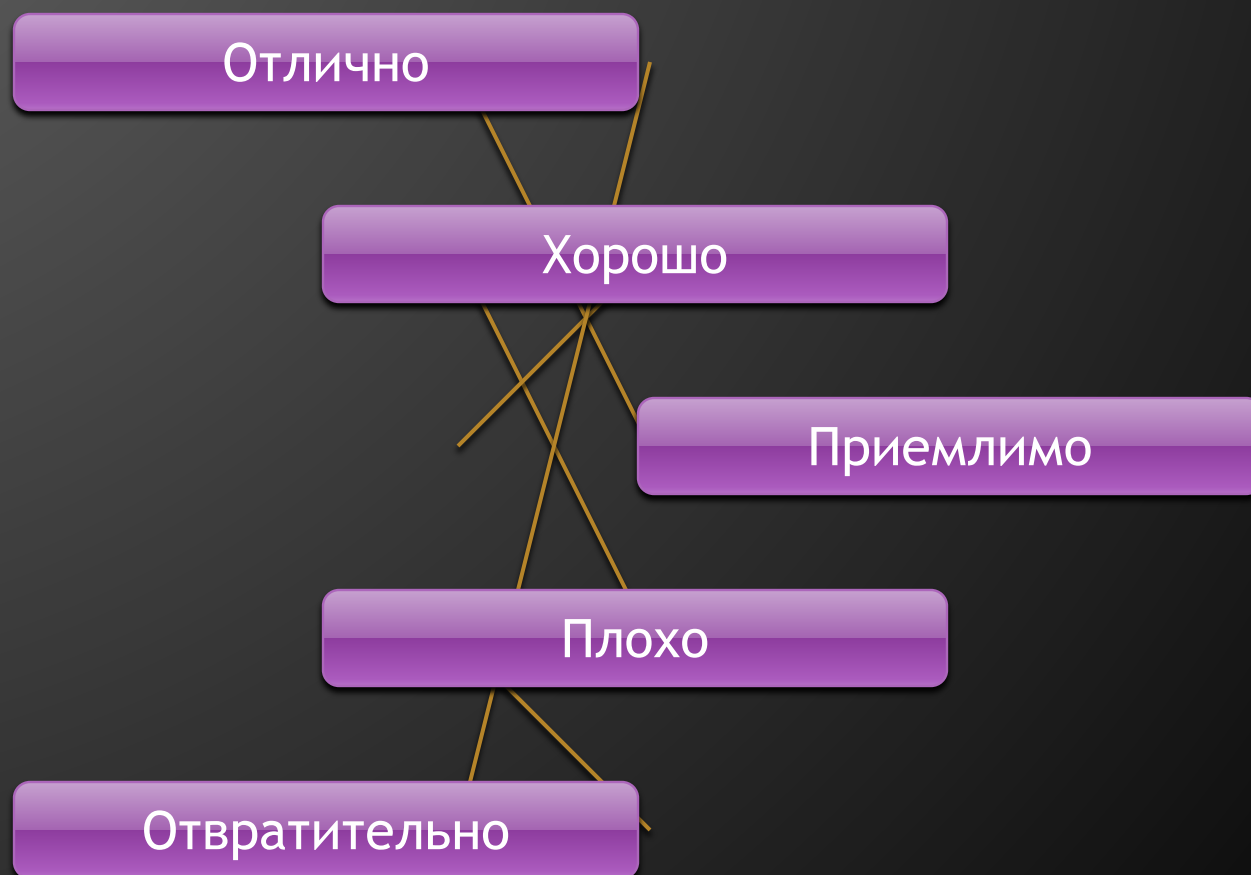 Отлично
Хорошо
Приемлимо
Плохо
Отвратительно